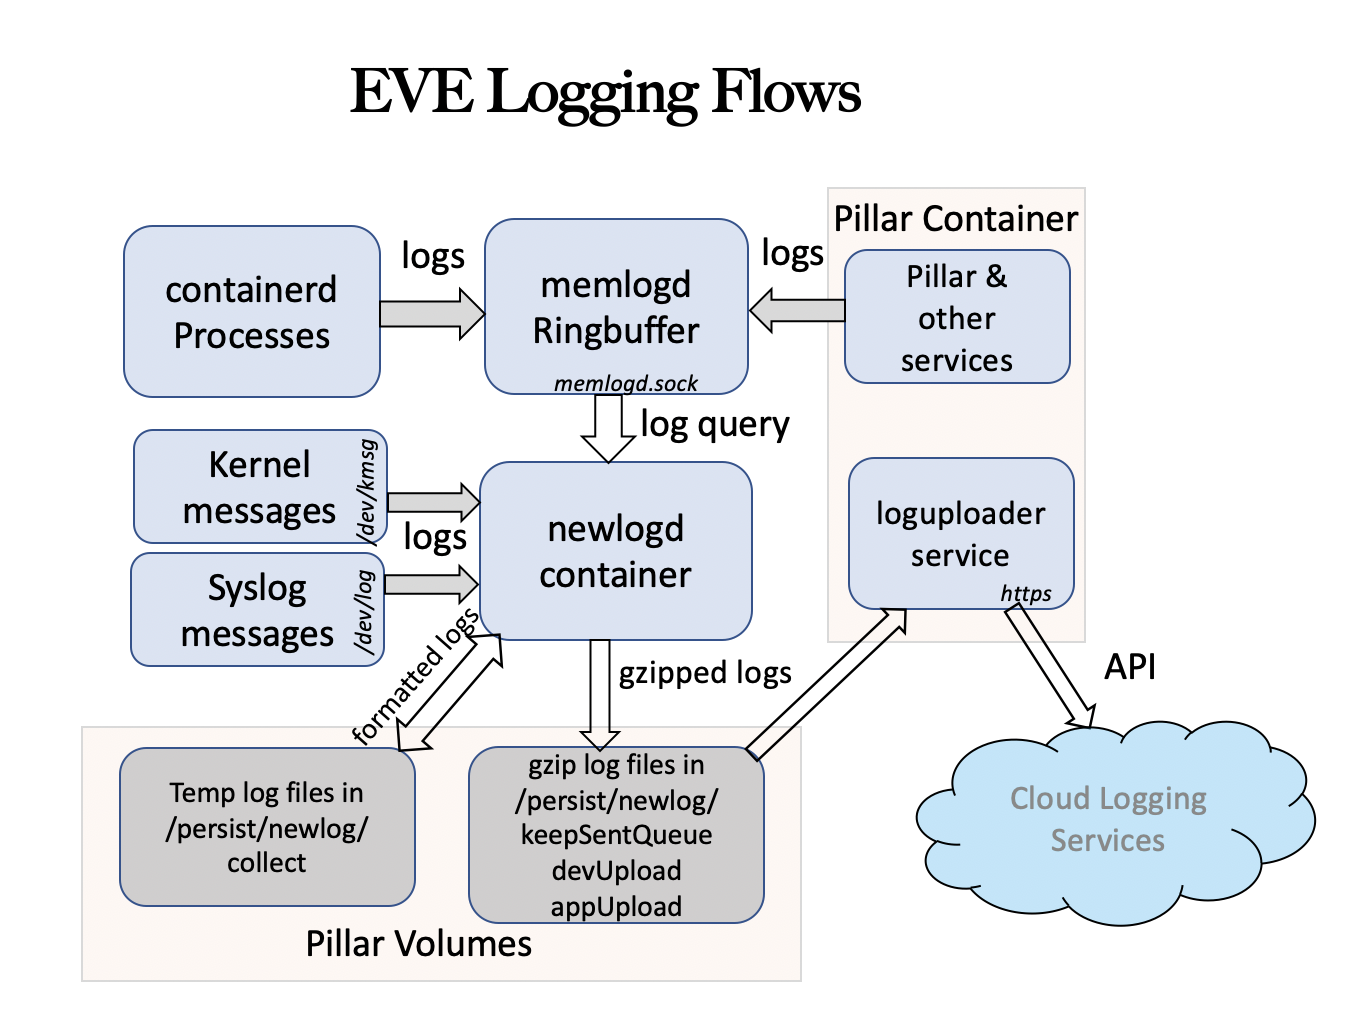 EVE Logging Flows
Pillar Container
containerd
Processes
logs
memlogd
Ringbuffer
memlogd.sock
logs
Pillar &
other
services
log query
Kernel
messages
/dev/kmsg
logs
Syslog
messages
/dev/log
newlogd
container
loguploader
service
https
formatted logs
gzipped logs
API
Temp log files in
/persist/newlog/
collect
gzip log files in
/persist/newlog/
keepSentQueue
devUpload
appUpload
Pillar Volumes
Cloud Logging
Services